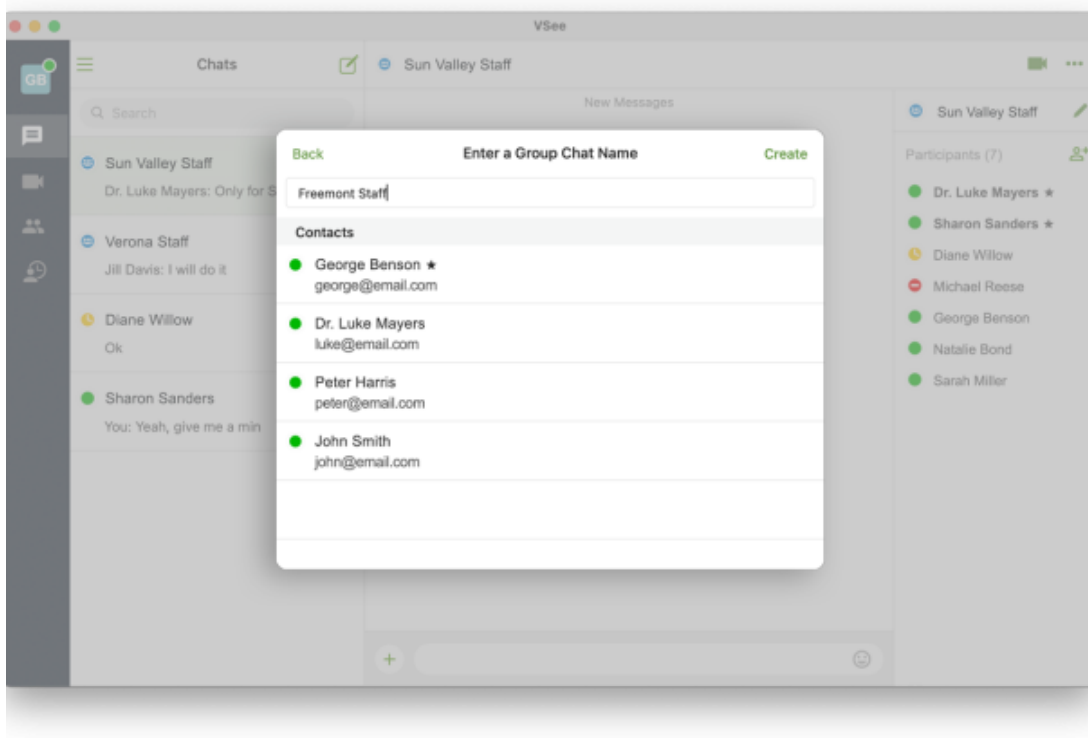 VSee
GB
Chats
Sun Valley Staff
Search
New Messages
Sun Valley Staff
Dr. Luke Mayers: Only for S
Verona Staff
Jill Davis: I will do it
Diane Willow
Ok
Sharon Sanders
You: Yeah, give me a min
Back
Enter a Group Chat Name
Create
Freemont Staff
Contacts
George Benson ★
george@email.com
Dr. Luke Mayers
luke@email.com
Peter Harris
peter@email.com
John Smith
john@email.com
Sun Valley Staff
Participants (7)
Dr. Luke Mayers ★
Sharon Sanders ★
Diane Willow
Michael Reese
George Benson
Natalie Bond
Sarah Miller